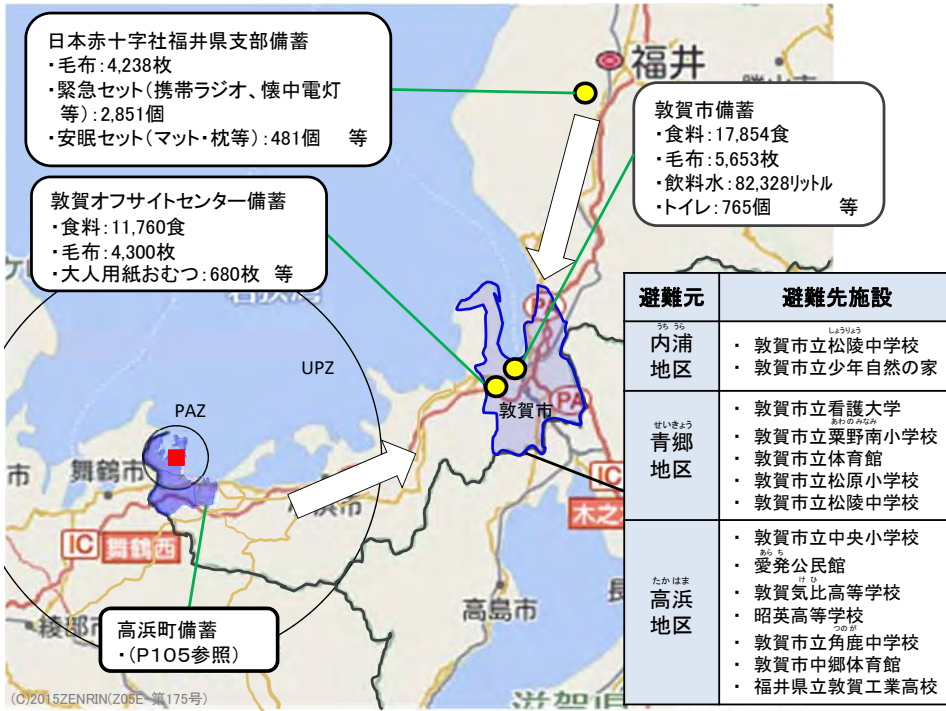 日本赤十字社福井県支部備蓄
・毛布：4,238枚
・緊急セット（携帯ラジオ、懐中電灯
等）：2,851個
・安眠セット（マット・枕等）：481個　等
福井
敦賀市備蓄
・食料：17,854食
・毛布：5,653枚
・飲料水：82,328リットル
・トイレ：765個　等
敦賀オフサイトセンター備蓄
・食料：11,760食
・毛布：4,300枚
・大人用紙おむつ：680枚　等
UPZ
PAZ
敦賀市
PA
舞鶴市
市
IC
舞鶴西
IC
高島市
高浜町備蓄
・（P105参照）
避難元
避難先施設
うちうら
内浦
地区
しょうりょう
・ 敦賀市立松陵中学校
・ 敦賀市立少年自然の家
せいきょう
青郷
地区
・ 敦賀市立看護大学
あわのみなみ
・ 敦賀市立粟野南小学校
・ 敦賀市立体育館
・ 敦賀市立松原小学校
・ 敦賀市立松陵中学校
たかはま
高浜
地区
・ 敦賀市立中央小学校
あらち
・ 愛発公民館
けひ
・ 敦賀気比高等学校
・ 昭英高等学校
つのが
・ 敦賀市立角鹿中学校
・ 敦賀市中郷体育館
・ 福井県立敦賀工業高校
(C)2015ZENRIN(Z05E-第175号)